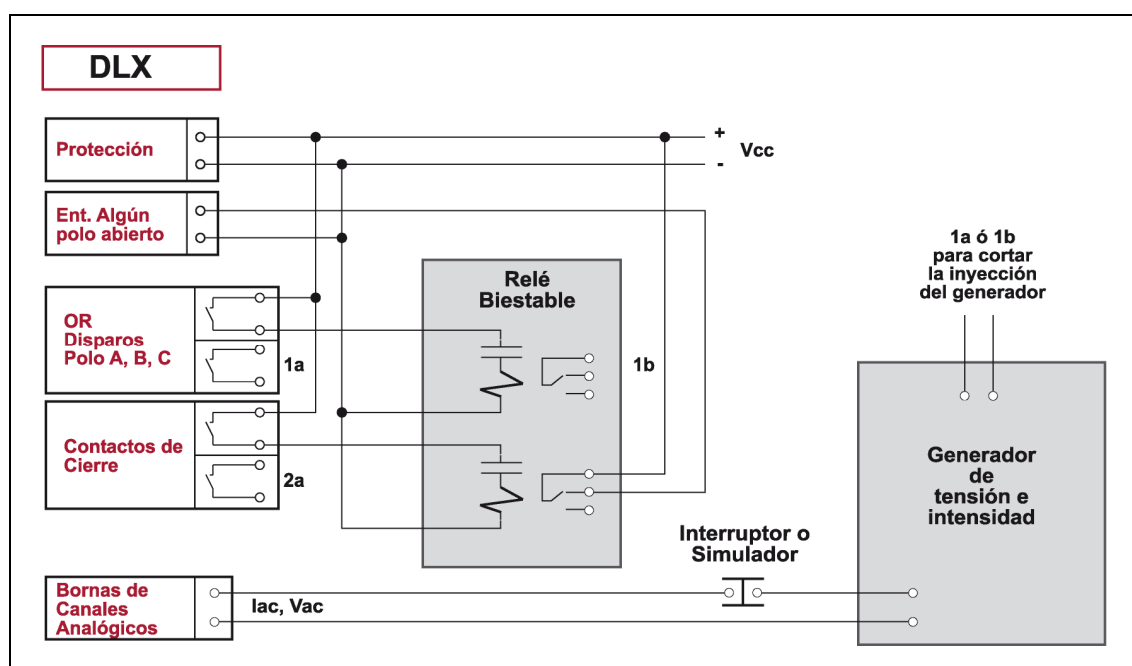 DLX
Protección
+
Vcc
-
Ent. Algún
polo abierto
1a ó 1b
para cortar
la inyección
del generador
Relé
Biestable
OR
Disparos
Polo A, B, C
1a
1b
Contactos de
Cierre
2a
Generador
de
tensión e
intensidad
Interruptor o
Simulador
Bornas de
Canales
Analógicos
Iac, Vac